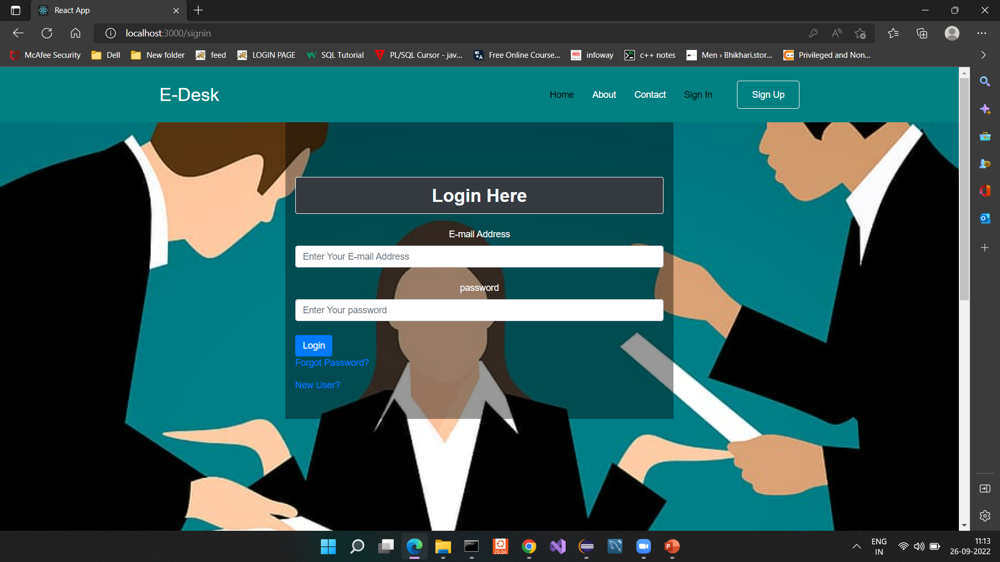 React App
localhost:3000/signin
McAfee Security Dell New folder feed LOGIN PAGE SQL Tutorial PL/SQL Cursor - jav... Free Online Course... infoway c++ notes Men › Bhikhari.stor... Privileged and Non...
E-Desk Home About Contact Sign In Sign Up
Login Here
E-mail Address
Enter Your E-mail Address
password
Enter Your password
Login
Forgot Password?
New User?
20.04
ENG
IN
11:13
26-09-2022